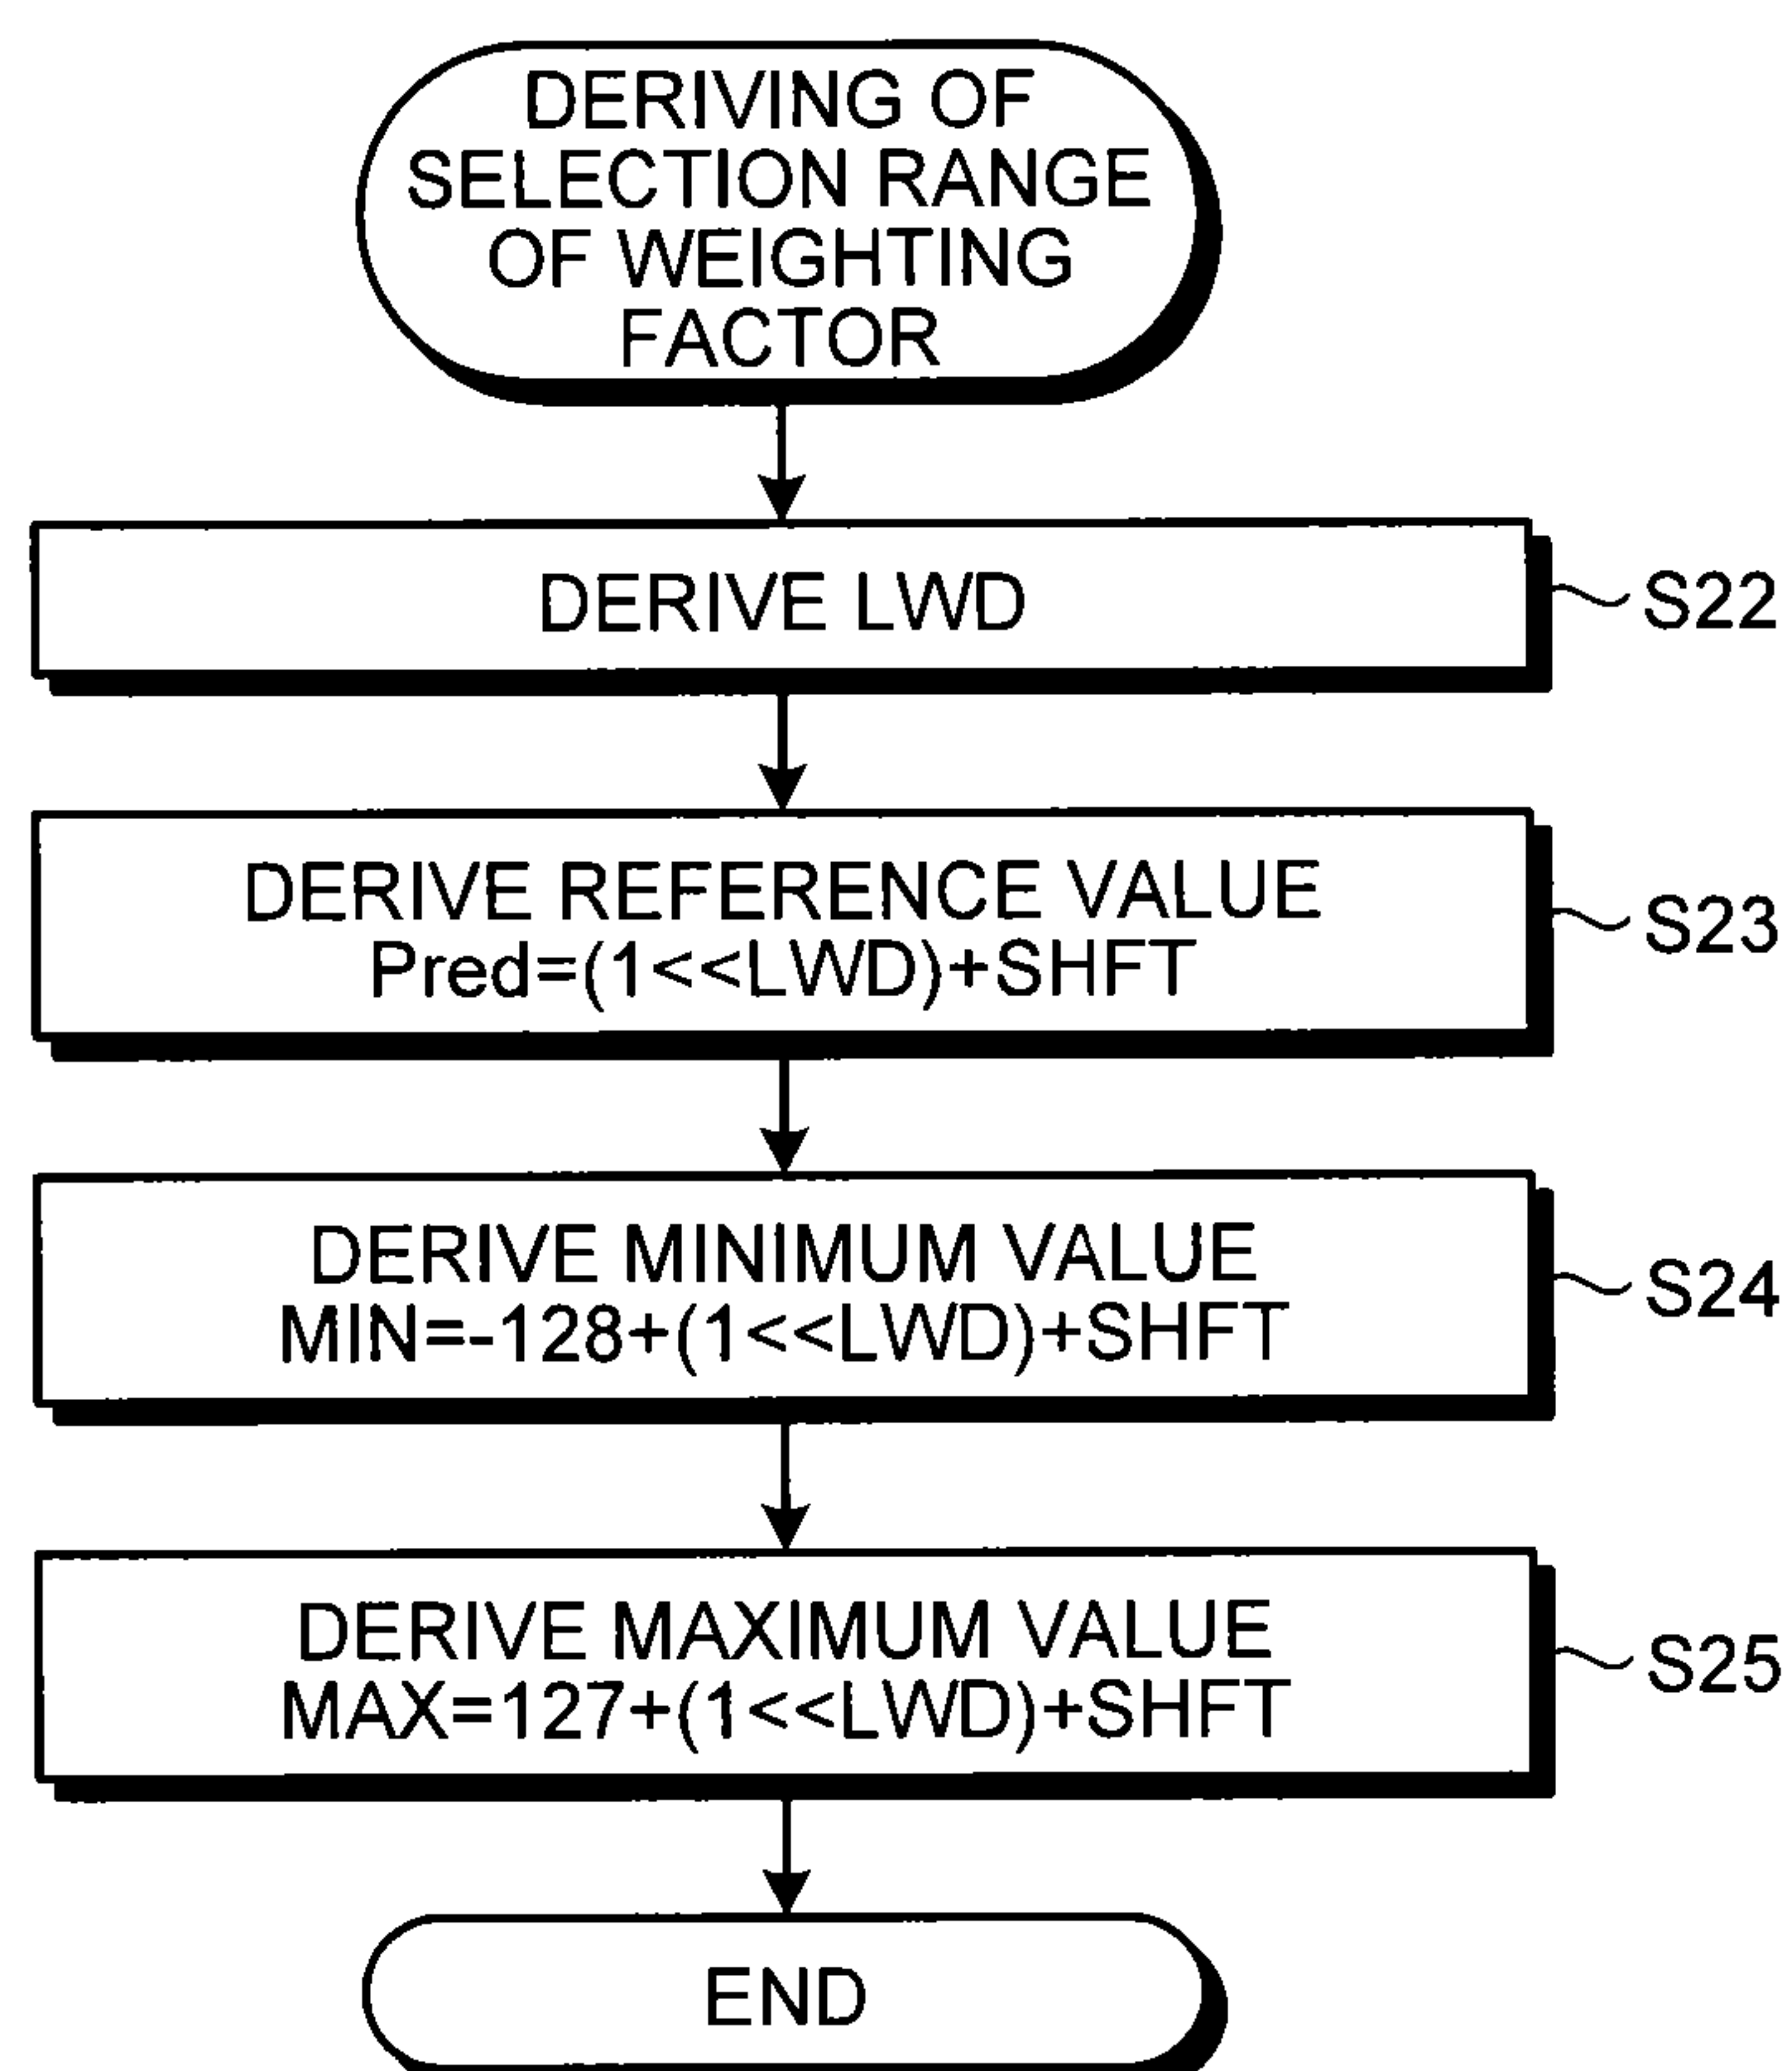 DERIVING OF
SELECTION RANGE
OF WEIGHTING
FACTOR
DERIVE LWD
S22
DERIVE REFERENCE VALUE
Pred=(1<<LWD)+SHFT
S23
DERIVE MINIMUM VALUE
MIN=-128+(1<<LWD)+SHFT
S24
DERIVE MAXIMUM VALUE
MAX=127+(1<<LWD)+SHFT
S25
END